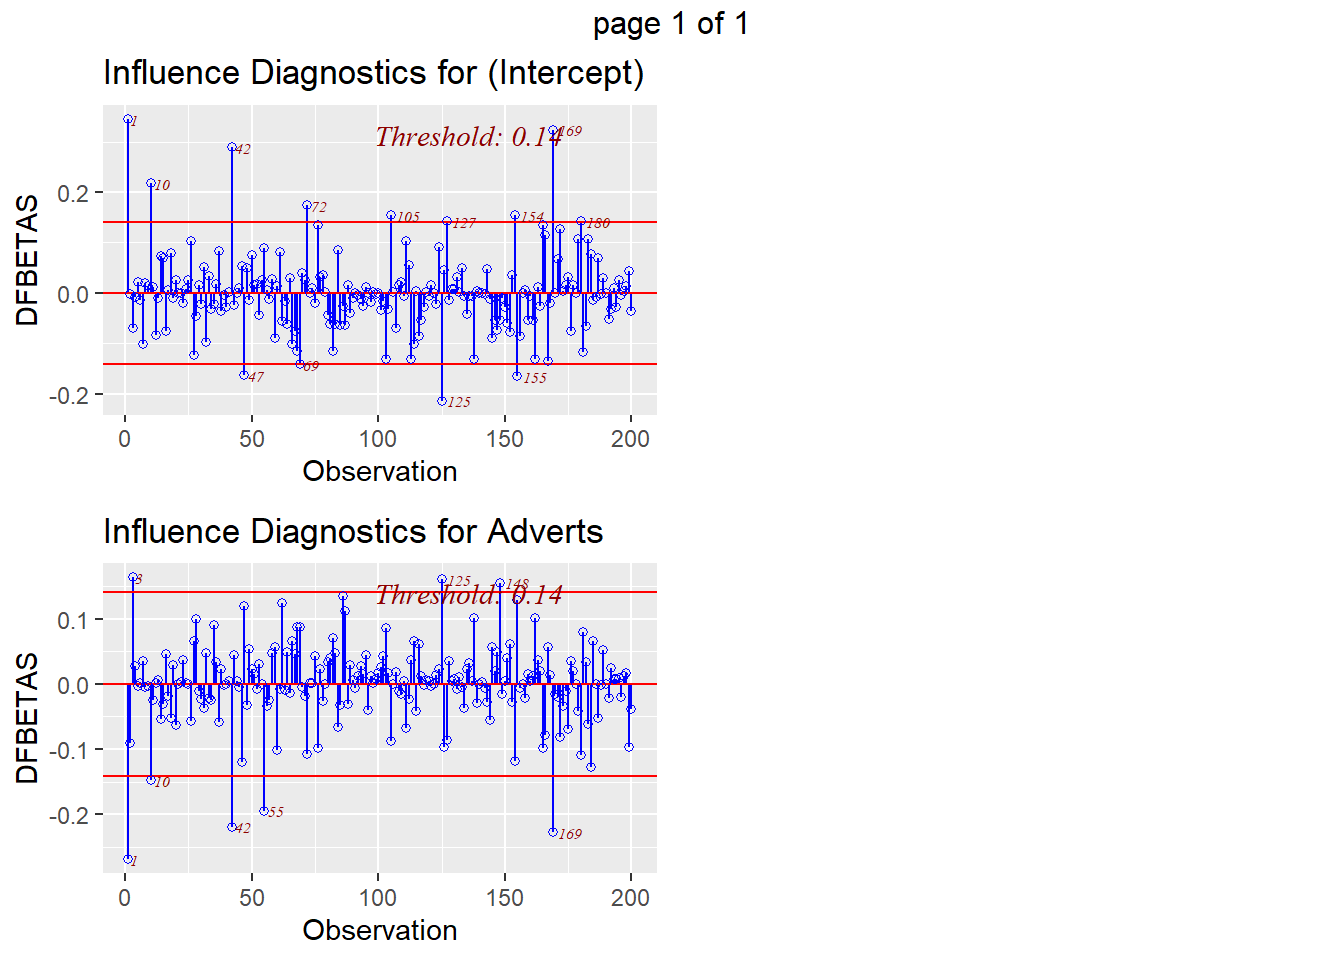 page 1 of 1
Influence Diagnostics for (Intercept)
Threshold: 0.14
1
169
42
10
72
105
127
154
180
47
69
155
125
DFBETAS
0.2
0.0
-0.2
0 50 100 150 200
Observation
Influence Diagnostics for Adverts
Threshold: 0.14
3
125
148
10
55
42
169
1
DFBETAS
0.1
0.0
-0.1
-0.2
0 50 100 150 200
Observation